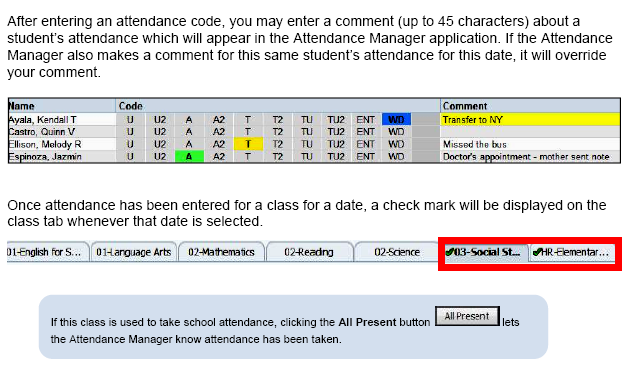 After entering an attendance code, you may enter a comment (up to 45 characters) about a
student's attendance which will appear in the Attendance Manager application. If the Attendance
Manager also makes a comment for this same student's attendance for this date, it will override
your comment.
Name Code Comment
Ayala, Kendall T U U2 A A2 T T2 TU TU2 ENT WD Transfer to NY
Castro, Quinn V U U2 A A2 T T2 TU TU2 ENT WD
Ellison, Melody R U U2 A A2 T T2 TU TU2 ENT WD Missed the bus
Espinoza, Jazmin U U2 A A2 T T2 TU TU2 ENT WD Doctor's appointment - mother sent note
Once attendance has been entered for a class for a date, a check mark will be displayed on the
class tab whenever that date is selected.
01-English for S... 01-Language Arts 02-Mathematics 02-Reading 02-Science ✔03-Social St... ✔HR-Elementar...
If this class is used to take school attendance, clicking the All Present button All Present lets
the Attendance Manager know attendance has been taken.